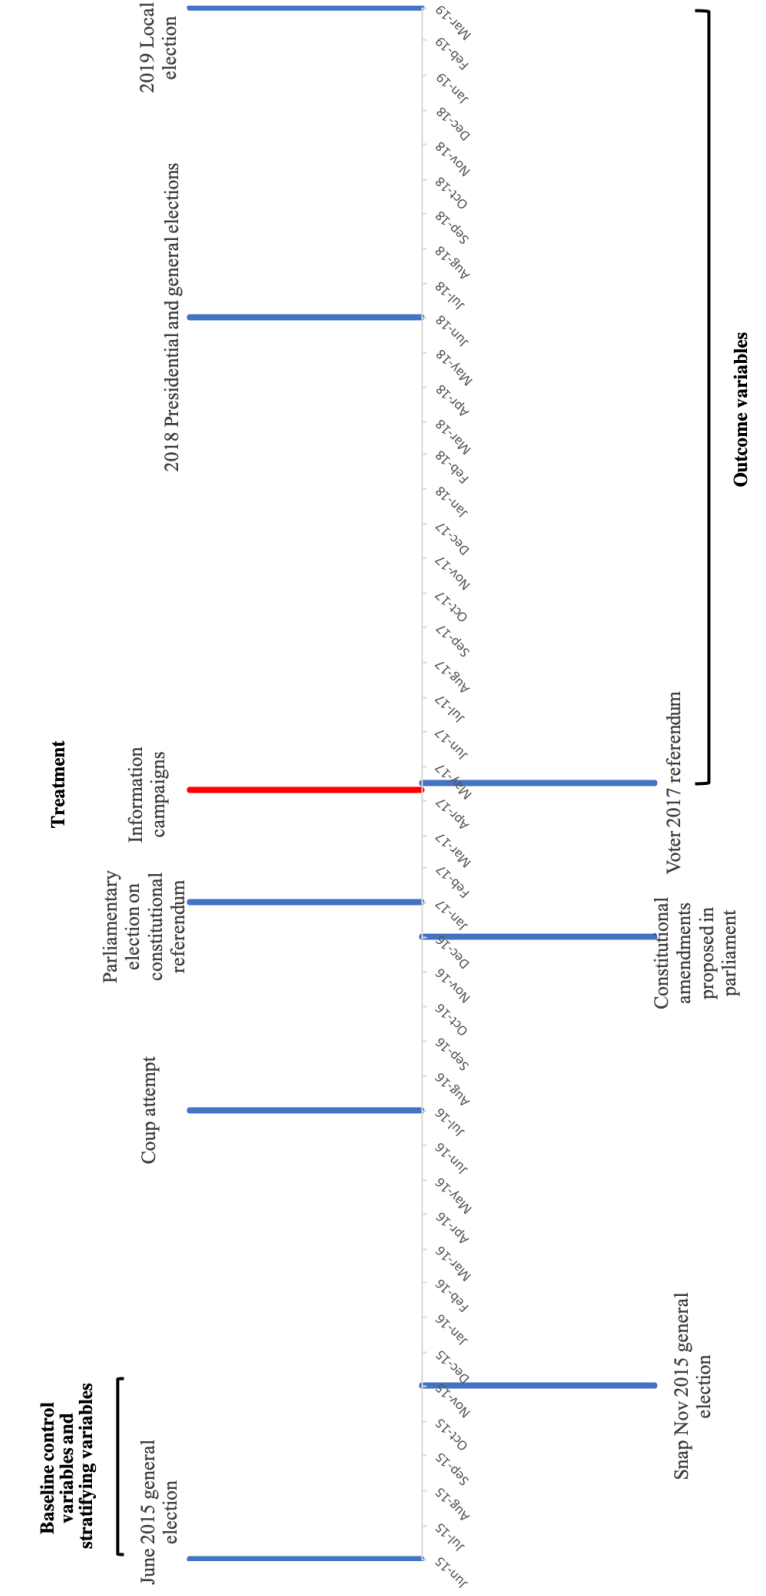 Baseline control
variables and
stratifying variables
Treatment
June 2015 general
election
Coup attempt
Parliamentary
election on
constitutional
referendum
Information
campaigns
2018 Presidential and general elections
2019 Local
election
Jun-15
Jul-15
Aug-15
Sep-15
Oct-15
Nov-15
Dec-15
Jan-16
Feb-16
Mar-16
Apr-16
May-16
Jun-16
Jul-16
Aug-16
Sep-16
Oct-16
Nov-16
Dec-16
Jan-17
Feb-17
Mar-17
Apr-17
May-17
Jun-17
Jul-17
Aug-17
Sep-17
Oct-17
Nov-17
Dec-17
Jan-18
Feb-18
Mar-18
Apr-18
May-18
Jun-18
Jul-18
Aug-18
Sep-18
Oct-18
Nov-18
Dec-18
Jan-19
Feb-19
Mar-19
Snap Nov 2015 general
election
Constitutional
amendments
proposed in
parliament
Voter 2017 referendum
Outcome variables